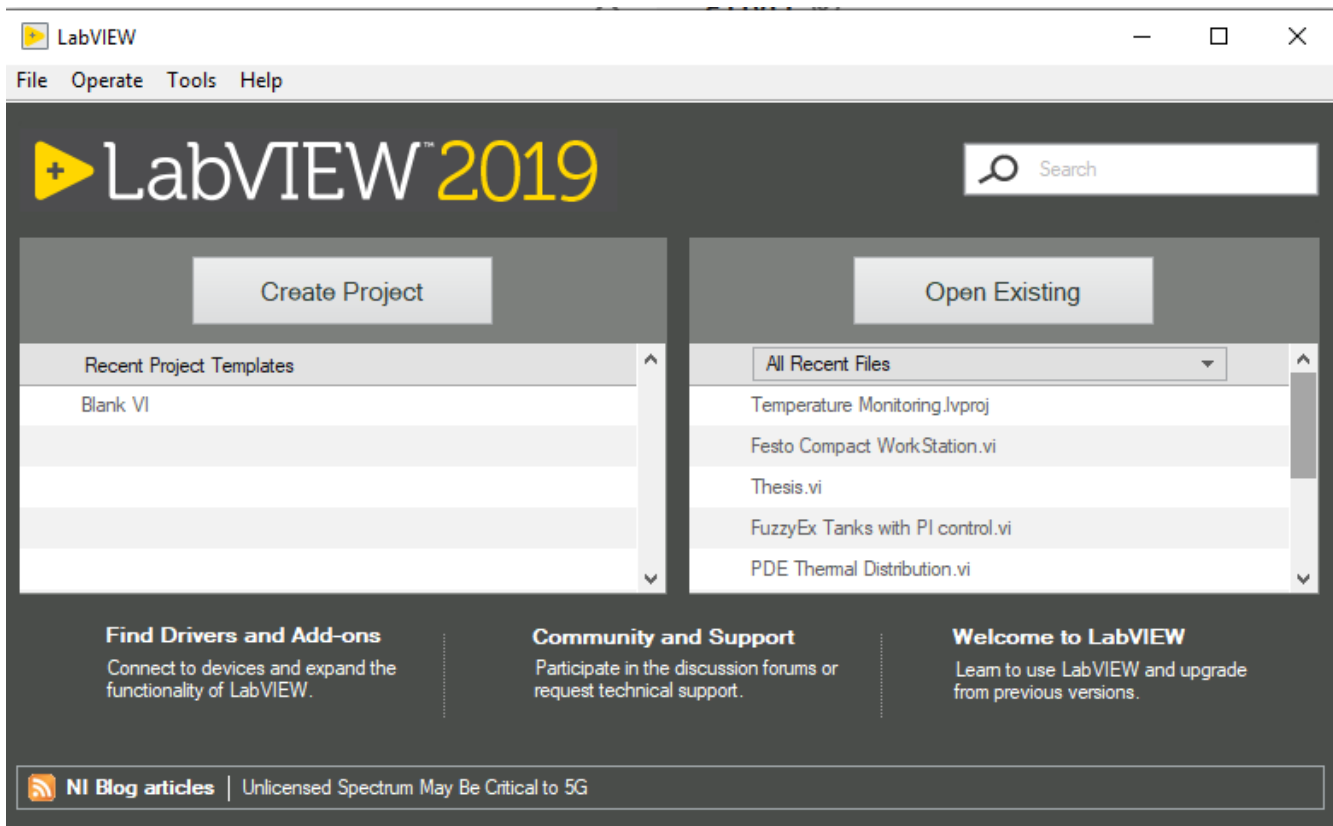 LabVIEW
File Operate Tools Help
LabVIEW™ 2019
Search
Create Project
Open Existing
Recent Project Templates
All Recent Files
Blank VI
Temperature Monitoring.lvproj
Festo Compact WorkStation.vi
Thesis.vi
FuzzyEx Tanks with PI control.vi
PDE Thermal Distribution.vi
Find Drivers and Add-ons
Connect to devices and expand the
functionality of LabVIEW.
Community and Support
Participate in the discussion forums or
request technical support.
Welcome to LabVIEW
Learn to use LabVIEW and upgrade
from previous versions.
NI Blog articles | Unlicensed Spectrum May Be Critical to 5G